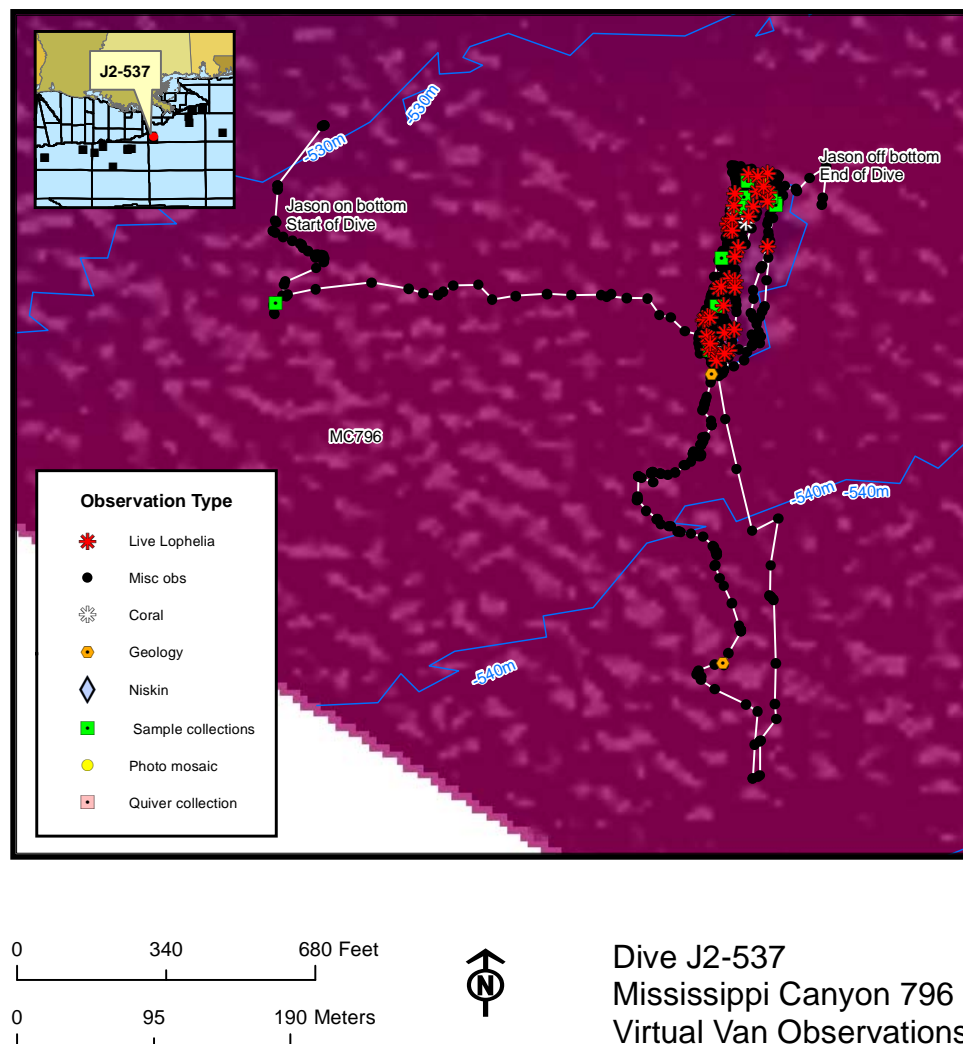 J2-537
-530m
-530m
Jason on bottom
Start of Dive
Jason off bottom
End of Dive
MC796
-540m
-540m
-540m
Observation Type
Live Lophelia
Misc obs
Coral
Geology
Niskin
Sample collections
Photo mosaic
Quiver collection
0 340 680 Feet
0 95 190 Meters
N
Dive J2-537
Mississippi Canyon 796
Virtual Van Observations